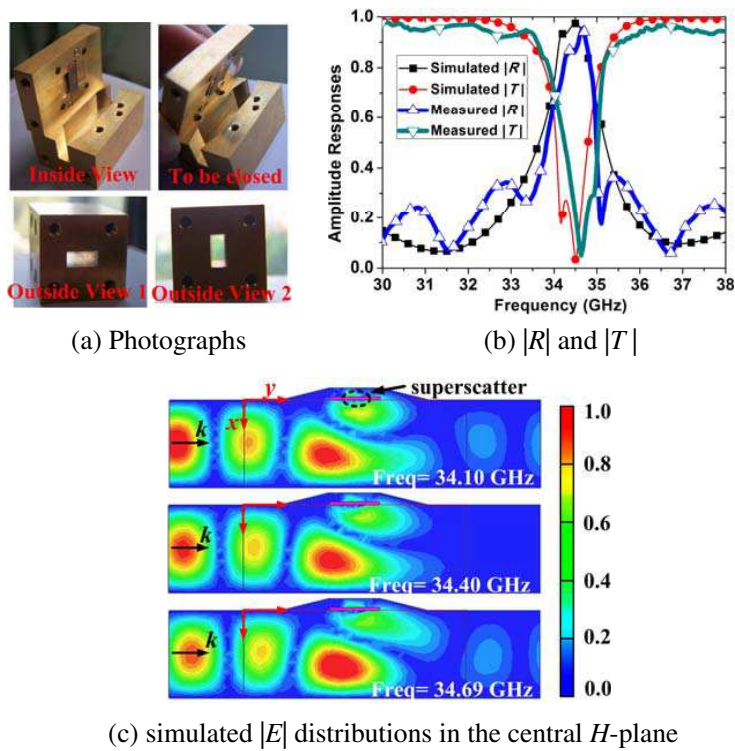 Inside View
To be closed
Outside View 1
Outside View 2
(a) Photographs
1.0
0.8
0.6
0.4
0.2
0.0
Amplitude Responses
Simulated |R|
Simulated |T|
Measured |R|
Measured |T|
30 31 32 33 34 35 36 37 38
Frequency (GHz)
(b) |R| and |T|
superscatter
y
x
k
Freq= 34.10 GHz
k
Freq= 34.40 GHz
k
Freq= 34.69 GHz
1.0
0.8
0.6
0.4
0.2
0.0
(c) simulated |E| distributions in the central H-plane